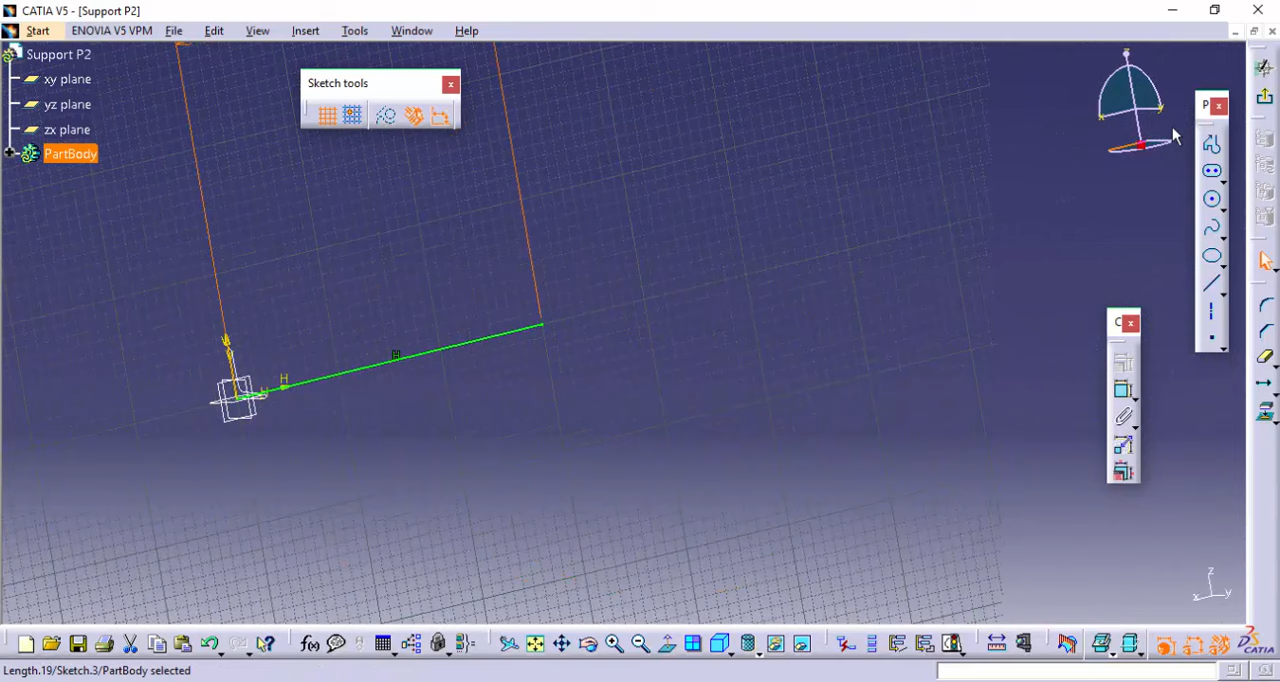 CATIA V5 - [Support P2]
Start ENOVIA V5 VPM File Edit View Insert Tools Window Help
Support P2
xy plane
yz plane
zx plane
PartBody
Sketch tools
P
C
H
H
z
x y
f(x)
CATIA
Length.19/Sketch.3/PartBody selected